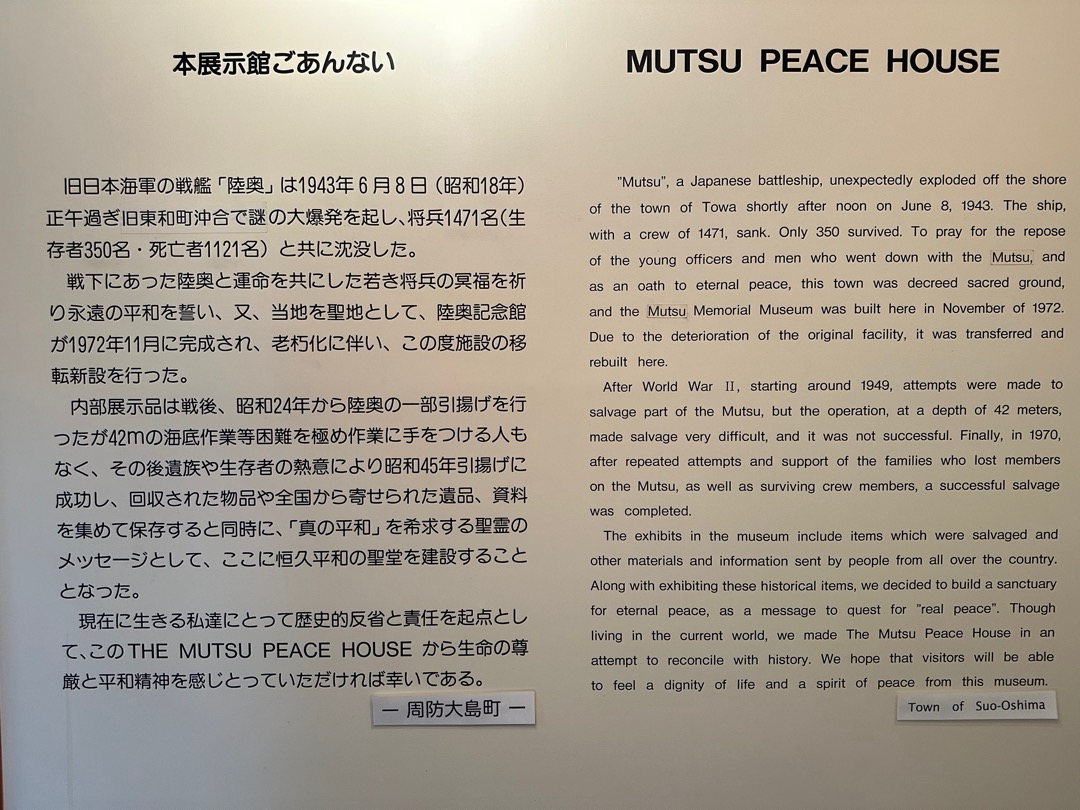 本展示館ごあんない
旧日本海軍の戦艦「陸奥」は1943年6月8日（昭和18年）
正午過ぎ旧東和町沖合で謎の大爆発を起し、将兵1471名（生
存者350名・死亡者1121名）と共に沈没した。
戦下にあった陸奥と運命を共にした若き将兵の冥福を祈
り永遠の平和を誓い、又、当地を聖地として、陸奥記念館
が1972年11月に完成され、老朽化に伴い、この度施設の移
転新設を行った。
内部展示品は戦後、昭和24年から陸奥の一部引揚げを行
ったが42mの海底作業等困難を極め作業に手をつける人も
なく、その後遺族や生存者の熱意により昭和45年引揚げに
成功し、回収された物品や全国から寄せられた遺品、資料
を集めて保存すると同時に、「真の平和」を希求する聖霊の
メッセージとして、ここに恒久平和の聖堂を建設すること
となった。
現在に生きる私達にとって歴史的反省と責任を起点とし
て、このTHE MUTSU PEACE HOUSE から生命の尊
厳と平和精神を感じとっていただければ幸いである。
ー 周防大島町 ー
MUTSU PEACE HOUSE
"Mutsu", a Japanese battleship, unexpectedly exploded off the shore
of the town of Towa shortly after noon on June 8, 1943. The ship,
with a crew of 1471, sank. Only 350 survived. To pray for the repose
of the young officers and men who went down with the Mutsu, and
as an oath to eternal peace, this town was decreed sacred ground,
and the Mutsu Memorial Museum was built here in November of 1972.
Due to the deterioration of the original facility, it was transferred and
rebuilt here.
After World War II, starting around 1949, attempts were made to
salvage part of the Mutsu, but the operation, at a depth of 42 meters,
made salvage very difficult, and it was not successful. Finally, in 1970,
after repeated attempts and support of the families who lost members
on the Mutsu, as well as surviving crew members, a successful salvage
was completed.
The exhibits in the museum include items which were salvaged and
other materials and information sent by people from all over the country.
Along with exhibiting these historical items, we decided to build a sanctuary
for eternal peace, as a message to quest for "real peace". Though
living in the current world, we made The Mutsu Peace House in an
attempt to reconcile with history. We hope that visitors will be able
to feel a dignity of life and a spirit of peace from this museum.
Town of Suo-Oshima